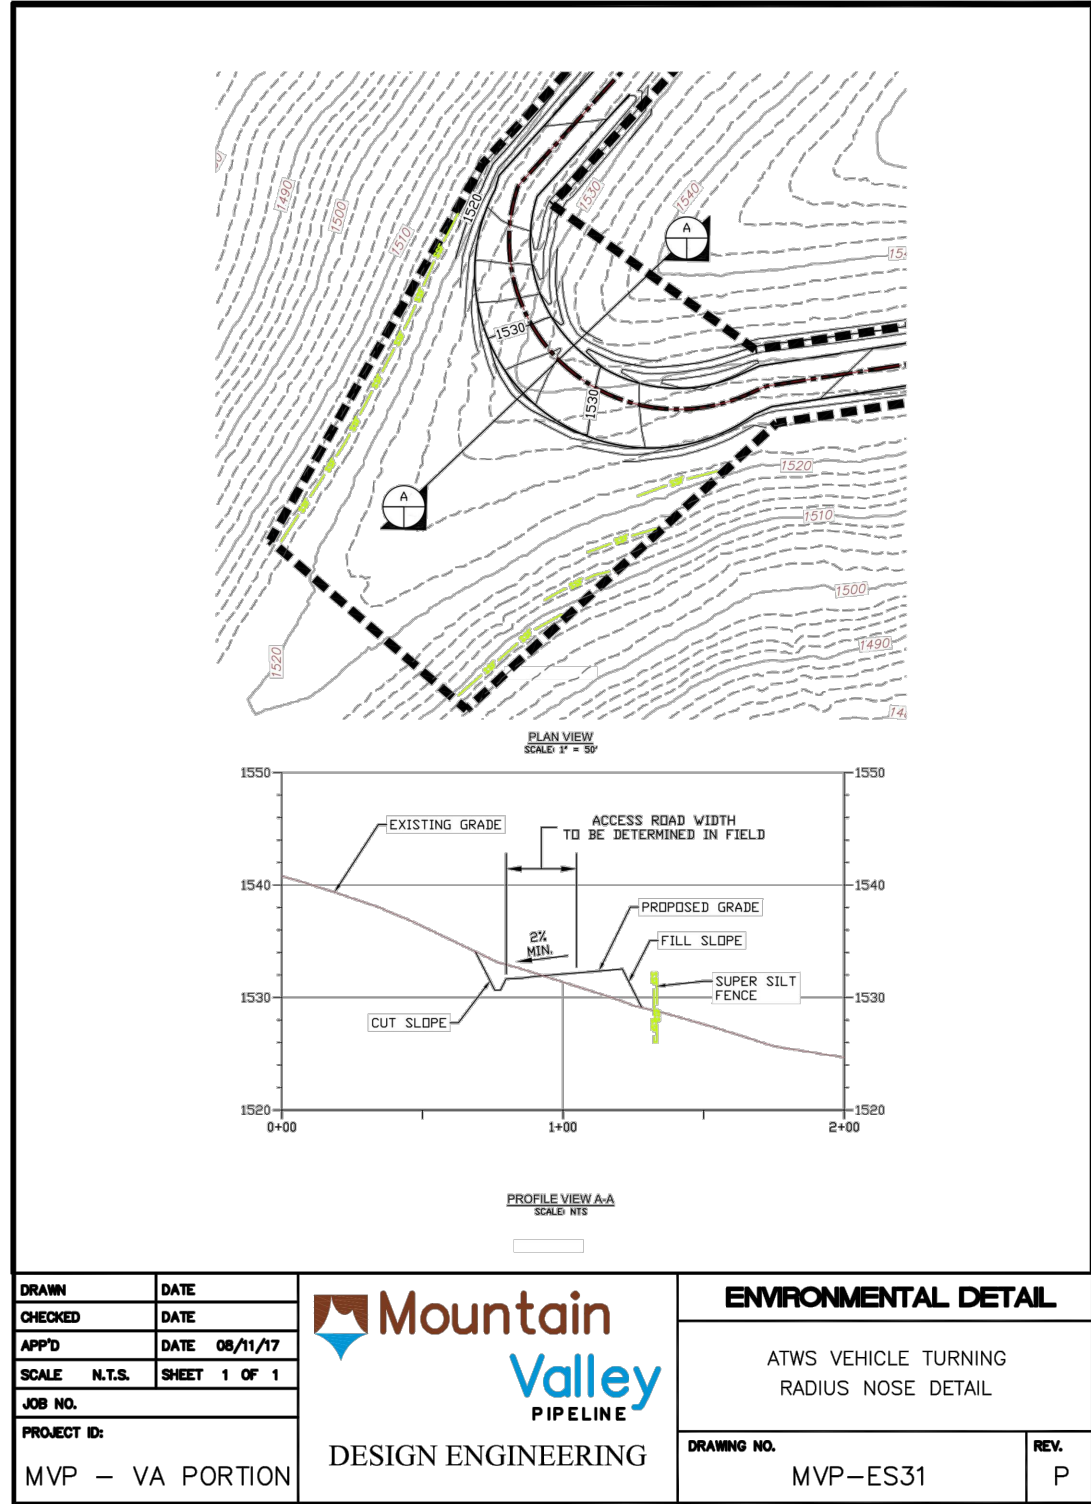 1490
1500
1510
1520
1530
1540
A
154
1530
1530
A
1520
1510
1500
1490
1520
PLAN VIEW
SCALE: 1" = 50'
1550
1550
EXISTING GRADE
ACCESS ROAD WIDTH
TO BE DETERMINED IN FIELD
1540
1540
PROPOSED GRADE
2%
MIN.
FILL SLOPE
SUPER SILT
FENCE
1530
1530
CUT SLOPE
1520
1520
0+00
1+00
2+00
PROFILE VIEW A-A
SCALE: NTS
DRAWN
DATE
CHECKED
DATE
APP'D
DATE 08/11/17
SCALE N.T.S.
SHEET 1 OF 1
JOB NO.
PROJECT ID:
MVP - VA PORTION
Mountain
Valley
PIPELINE
DESIGN ENGINEERING
ENVIRONMENTAL DETAIL
ATWS VEHICLE TURNING
RADIUS NOSE DETAIL
DRAWING NO.
MVP-ES31
REV.
P